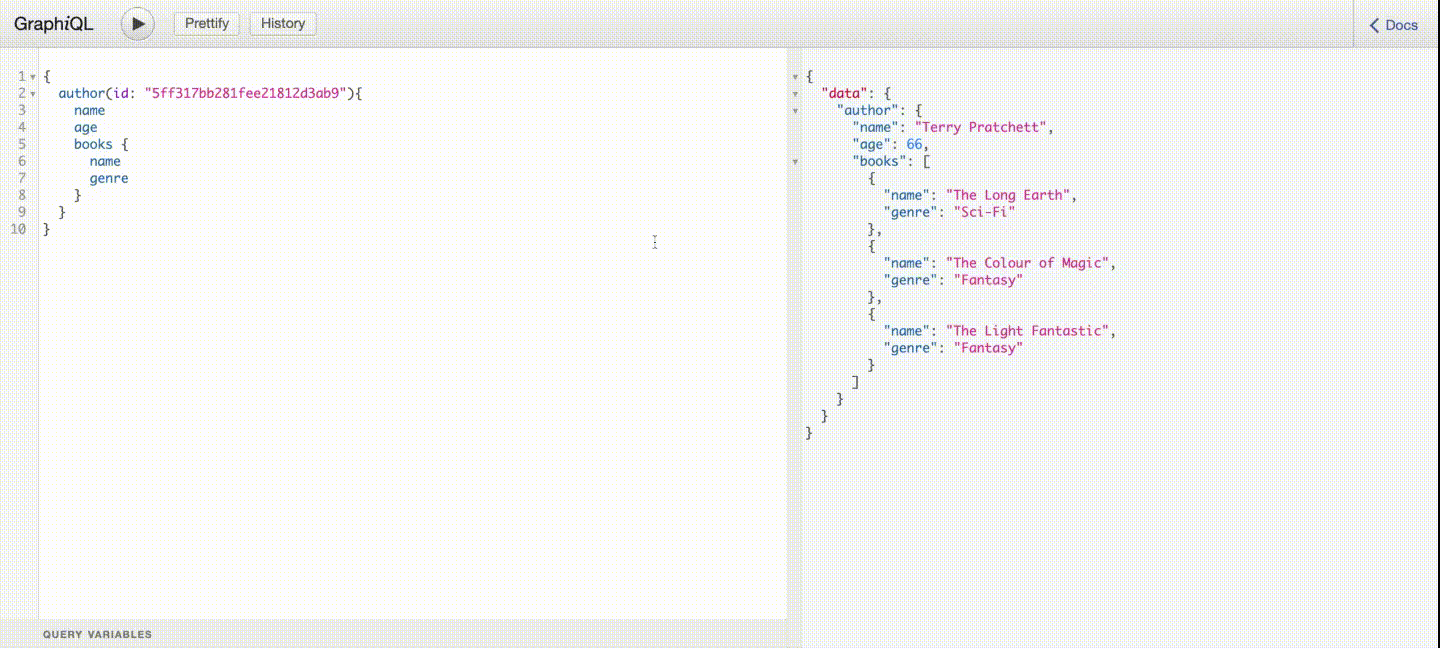 GraphiQL Prettify History Docs
1 {
2   author(id: "5ff317bb281fee21812d3ab9"){
3     name
4     age
5     books {
6       name
7       genre
8     }
9   }
10 }
QUERY VARIABLES
{
  "data": {
    "author": {
      "name": "Terry Pratchett",
      "age": 66,
      "books": [
        {
          "name": "The Long Earth",
          "genre": "Sci-Fi"
        },
        {
          "name": "The Colour of Magic",
          "genre": "Fantasy"
        },
        {
          "name": "The Light Fantastic",
          "genre": "Fantasy"
        }
      ]
    }
  }
}